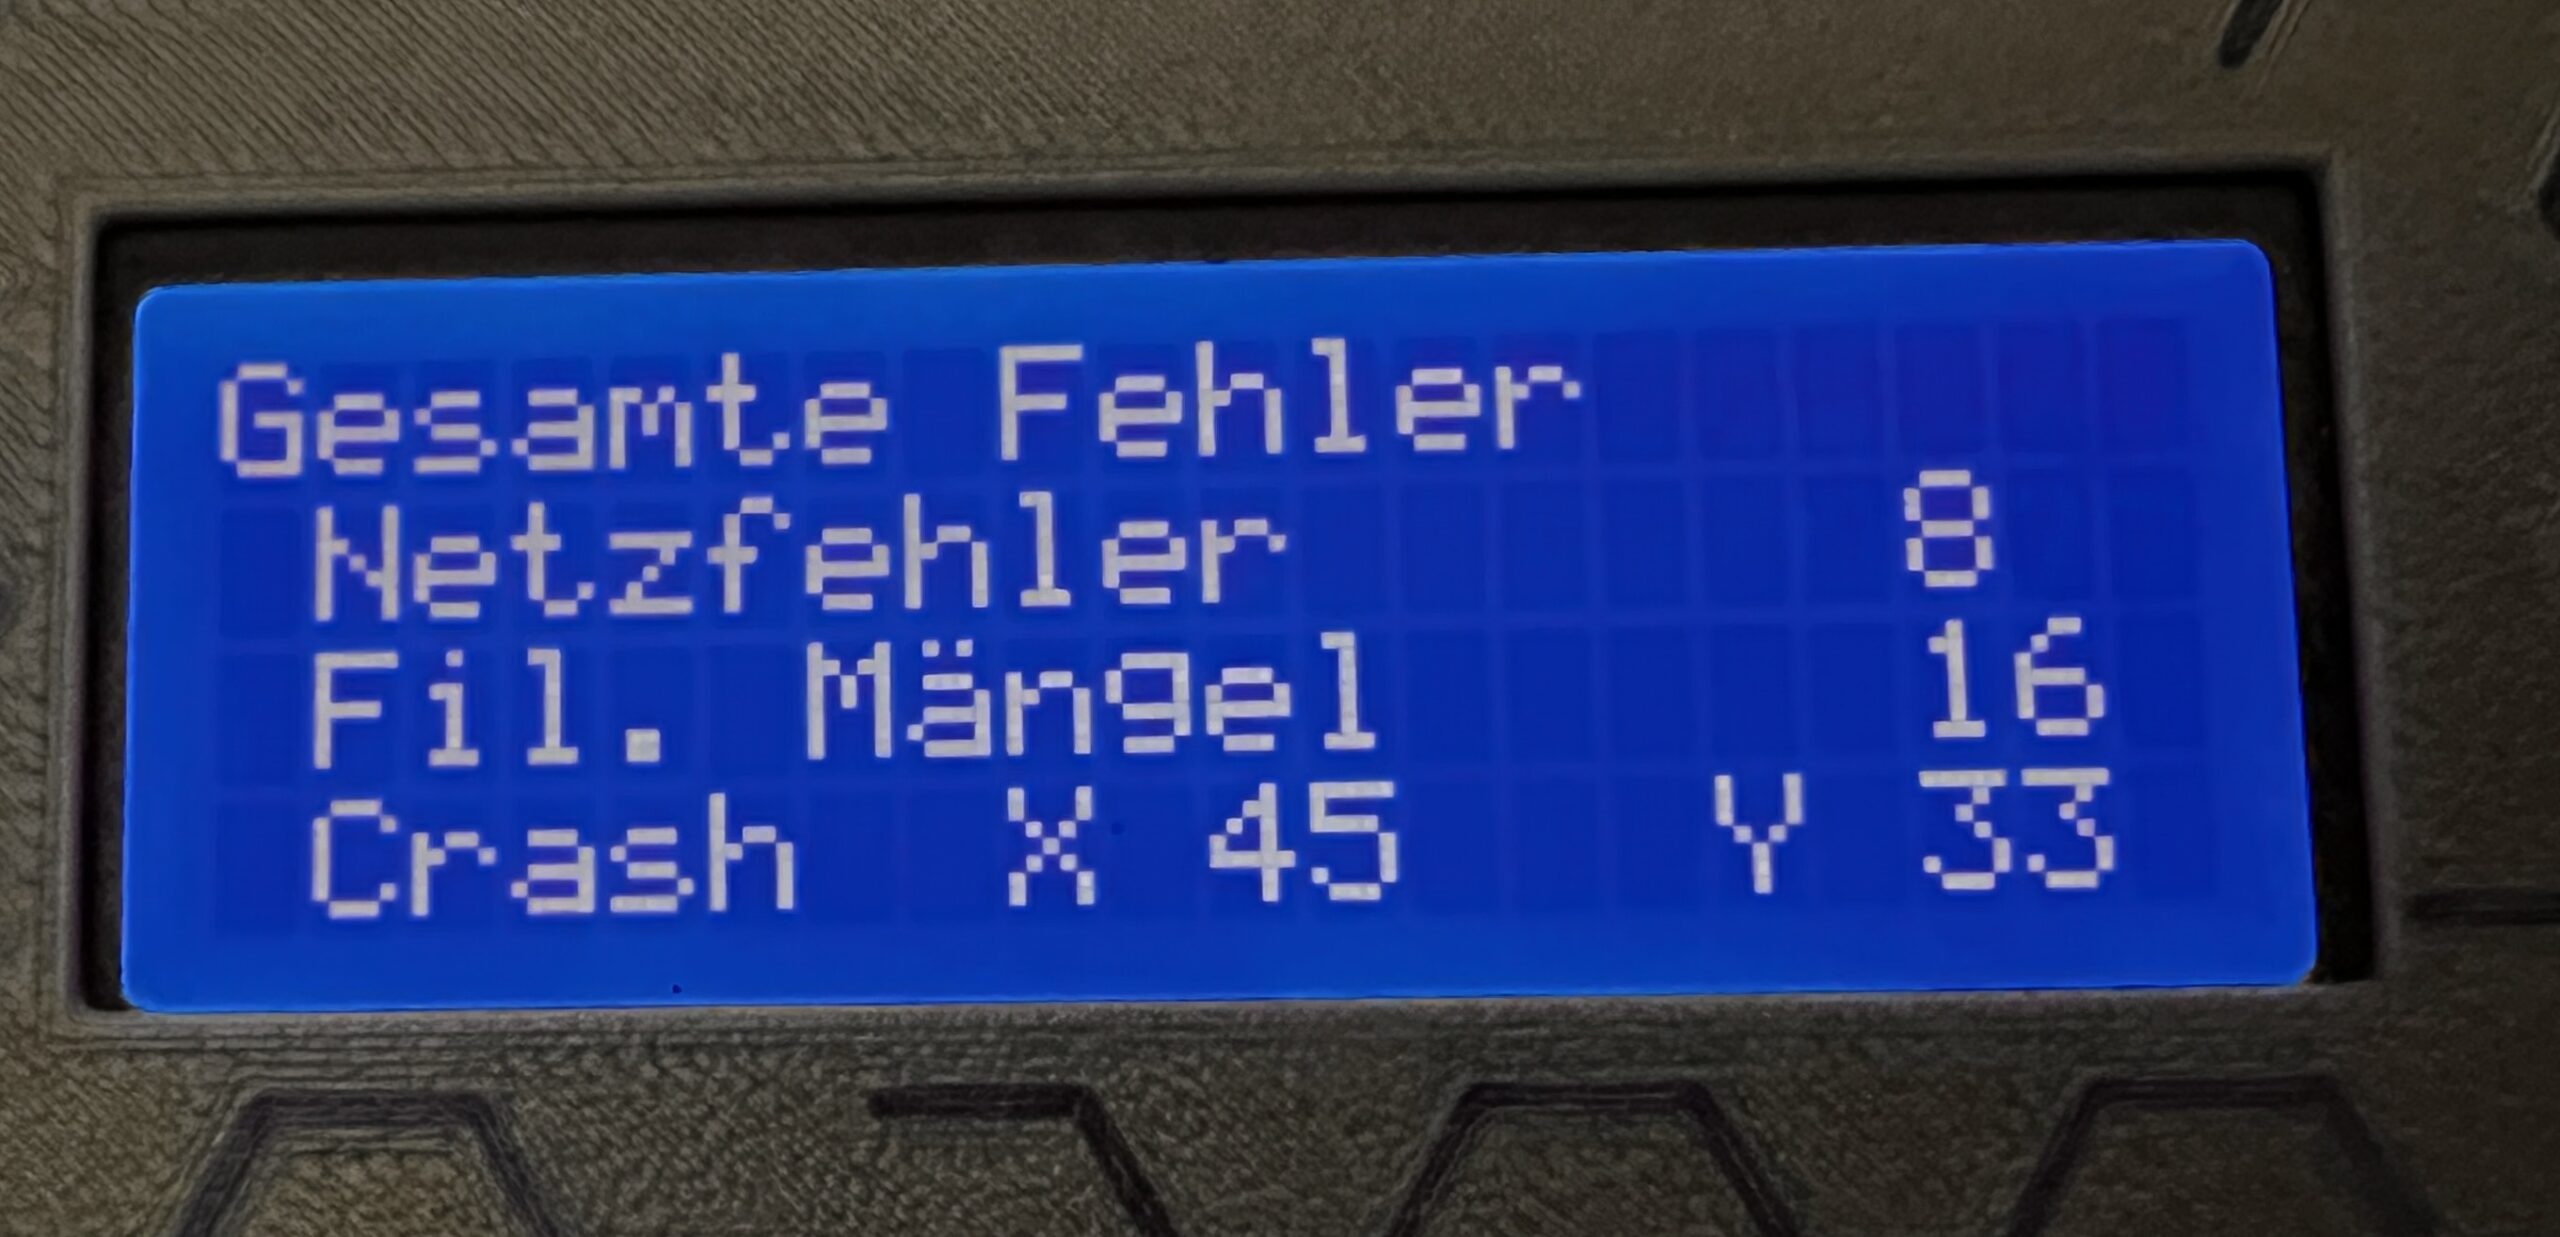 Gesamte Fehler
Netzfehler 8
Fil. Mängel 16
Crash X 45 Y 33